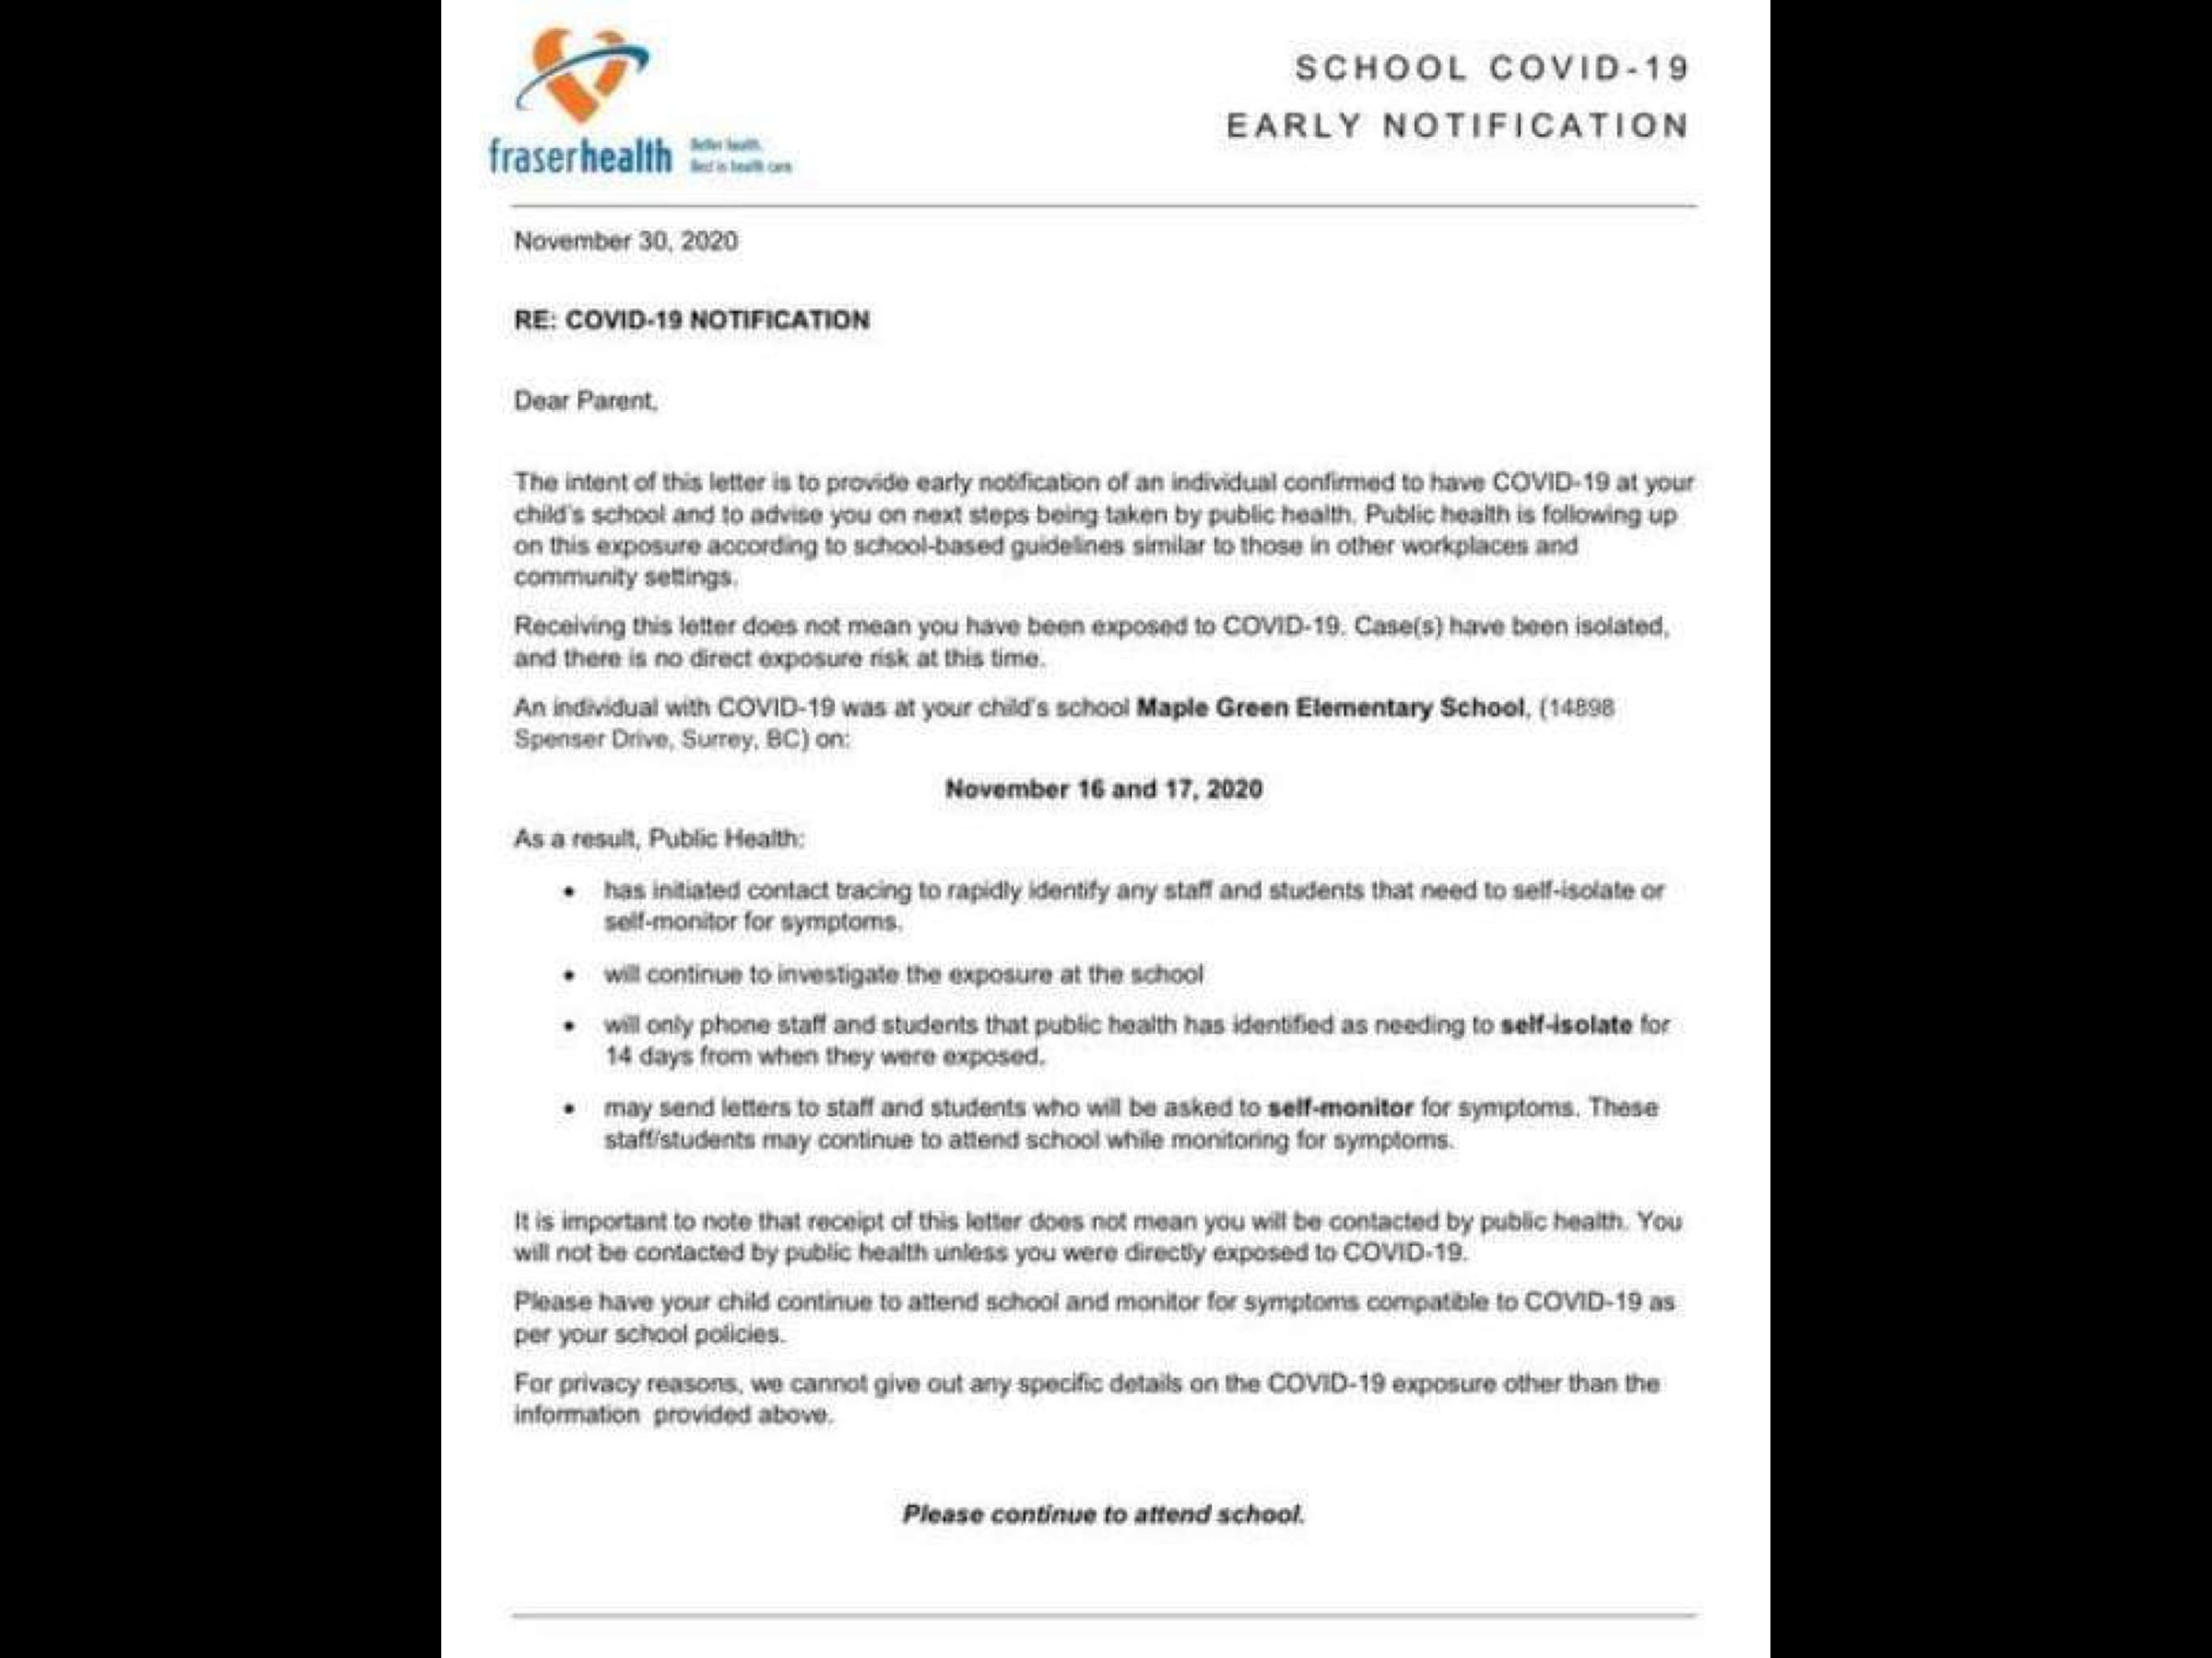 SCHOOL COVID-19
EARLY NOTIFICATION
fraserhealth
Better health.
Best in health care.
November 30, 2020
RE: COVID-19 NOTIFICATION
Dear Parent,
The intent of this letter is to provide early notification of an individual confirmed to have COVID-19 at your
child's school and to advise you on next steps being taken by public health. Public health is following up
on this exposure according to school-based guidelines similar to those in other workplaces and
community settings.
Receiving this letter does not mean you have been exposed to COVID-19. Case(s) have been isolated,
and there is no direct exposure risk at this time.
An individual with COVID-19 was at your child's school Maple Green Elementary School, (14898
Spenser Drive, Surrey, BC) on:
November 16 and 17, 2020
As a result, Public Health:
• has initiated contact tracing to rapidly identify any staff and students that need to self-isolate or
self-monitor for symptoms.
• will continue to investigate the exposure at the school
• will only phone staff and students that public health has identified as needing to self-isolate for
14 days from when they were exposed.
• may send letters to staff and students who will be asked to self-monitor for symptoms. These
staff/students may continue to attend school while monitoring for symptoms.
It is important to note that receipt of this letter does not mean you will be contacted by public health. You
will not be contacted by public health unless you were directly exposed to COVID-19.
Please have your child continue to attend school and monitor for symptoms compatible to COVID-19 as
per your school policies.
For privacy reasons, we cannot give out any specific details on the COVID-19 exposure other than the
information provided above.
Please continue to attend school.